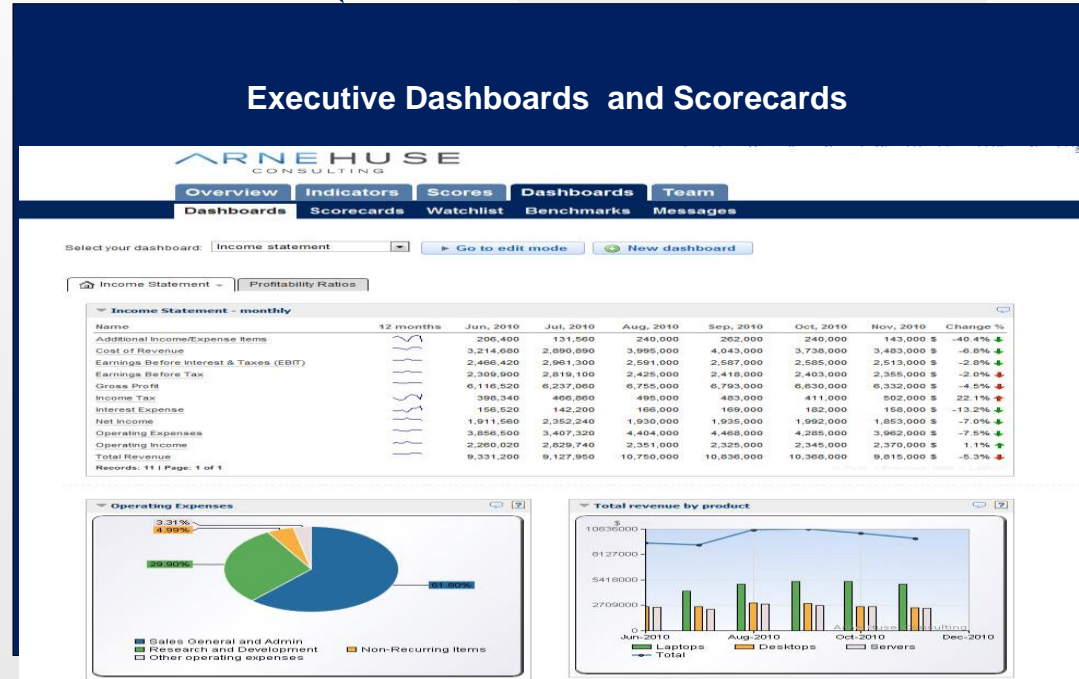 Executive Dashboards and Scorecards
ARNEHUSE
CONSULTING
Overview Indicators Scores Dashboards Team
Dashboards Scorecards Watchlist Benchmarks Messages
Select your dashboard: Income statement Go to edit mode New dashboard
Income Statement Profitability Ratios
Income Statement - monthly
Name 12 months Jun, 2010 Jul, 2010 Aug, 2010 Sep, 2010 Oct, 2010 Nov, 2010 Change %
Additional Income/Expense Items 206,400 131,560 240,000 262,000 240,000 143,000 $ -40.4%
Cost of Revenue 3,214,680 2,890,890 3,995,000 4,043,000 3,738,000 3,483,000 $ -6.8%
Earnings Before Interest & Taxes (EBIT) 2,466,420 2,961,300 2,591,000 2,587,000 2,585,000 2,513,000 $ -2.8%
Earnings Before Tax 2,309,900 2,819,100 2,425,000 2,418,000 2,403,000 2,355,000 $ -2.0%
Gross Profit 6,116,520 6,237,060 6,755,000 6,793,000 6,630,000 6,332,000 $ -4.5%
Income Tax 398,340 466,860 495,000 483,000 411,000 502,000 $ 22.1%
Interest Expense 156,520 142,200 166,000 169,000 182,000 158,000 $ -13.2%
Net Income 1,911,560 2,352,240 1,930,000 1,935,000 1,992,000 1,853,000 $ -7.0%
Operating Expenses 3,856,500 3,407,320 4,404,000 4,468,000 4,285,000 3,962,000 $ -7.5%
Operating Income 2,260,020 2,829,740 2,351,000 2,325,000 2,345,000 2,370,000 $ 1.1%
Total Revenue 9,331,200 9,127,950 10,750,000 10,836,000 10,368,000 9,815,000 $ -5.3%
Records: 11 | Page: 1 of 1
Operating Expenses ?
3.31%
4.99%
29.90%
61.80%
Sales General and Admin
Research and Development Non-Recurring Items
Other operating expenses
Total revenue by product ?
$
10836000
8127000
5418000
2709000
0
Jun-2010 Aug-2010 Oct-2010 Dec-2010
Laptops Desktops Servers
Total